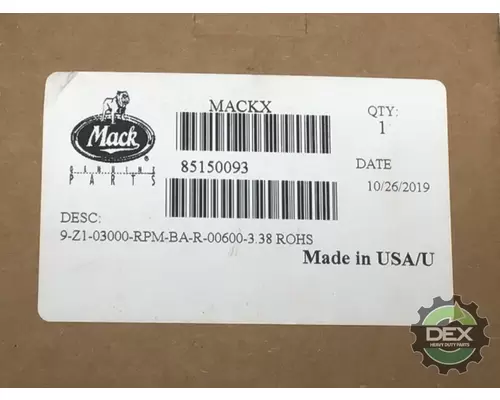 MACKX
QTY:
1
Mack
®
GENUINE
PARTS
85150093
DATE
10/26/2019
DESC:
9-Z1-03000-RPM-BA-R-00600-3.38 ROHS
Made in USA/U
DEX
HEAVY DUTY PARTS